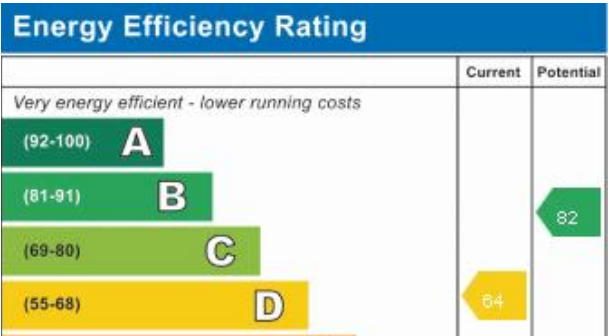 Energy Efficiency Rating
Current Potential
Very energy efficient - lower running costs
(92-100) A
(81-91) B
82
(69-80) C
(55-68) D
64